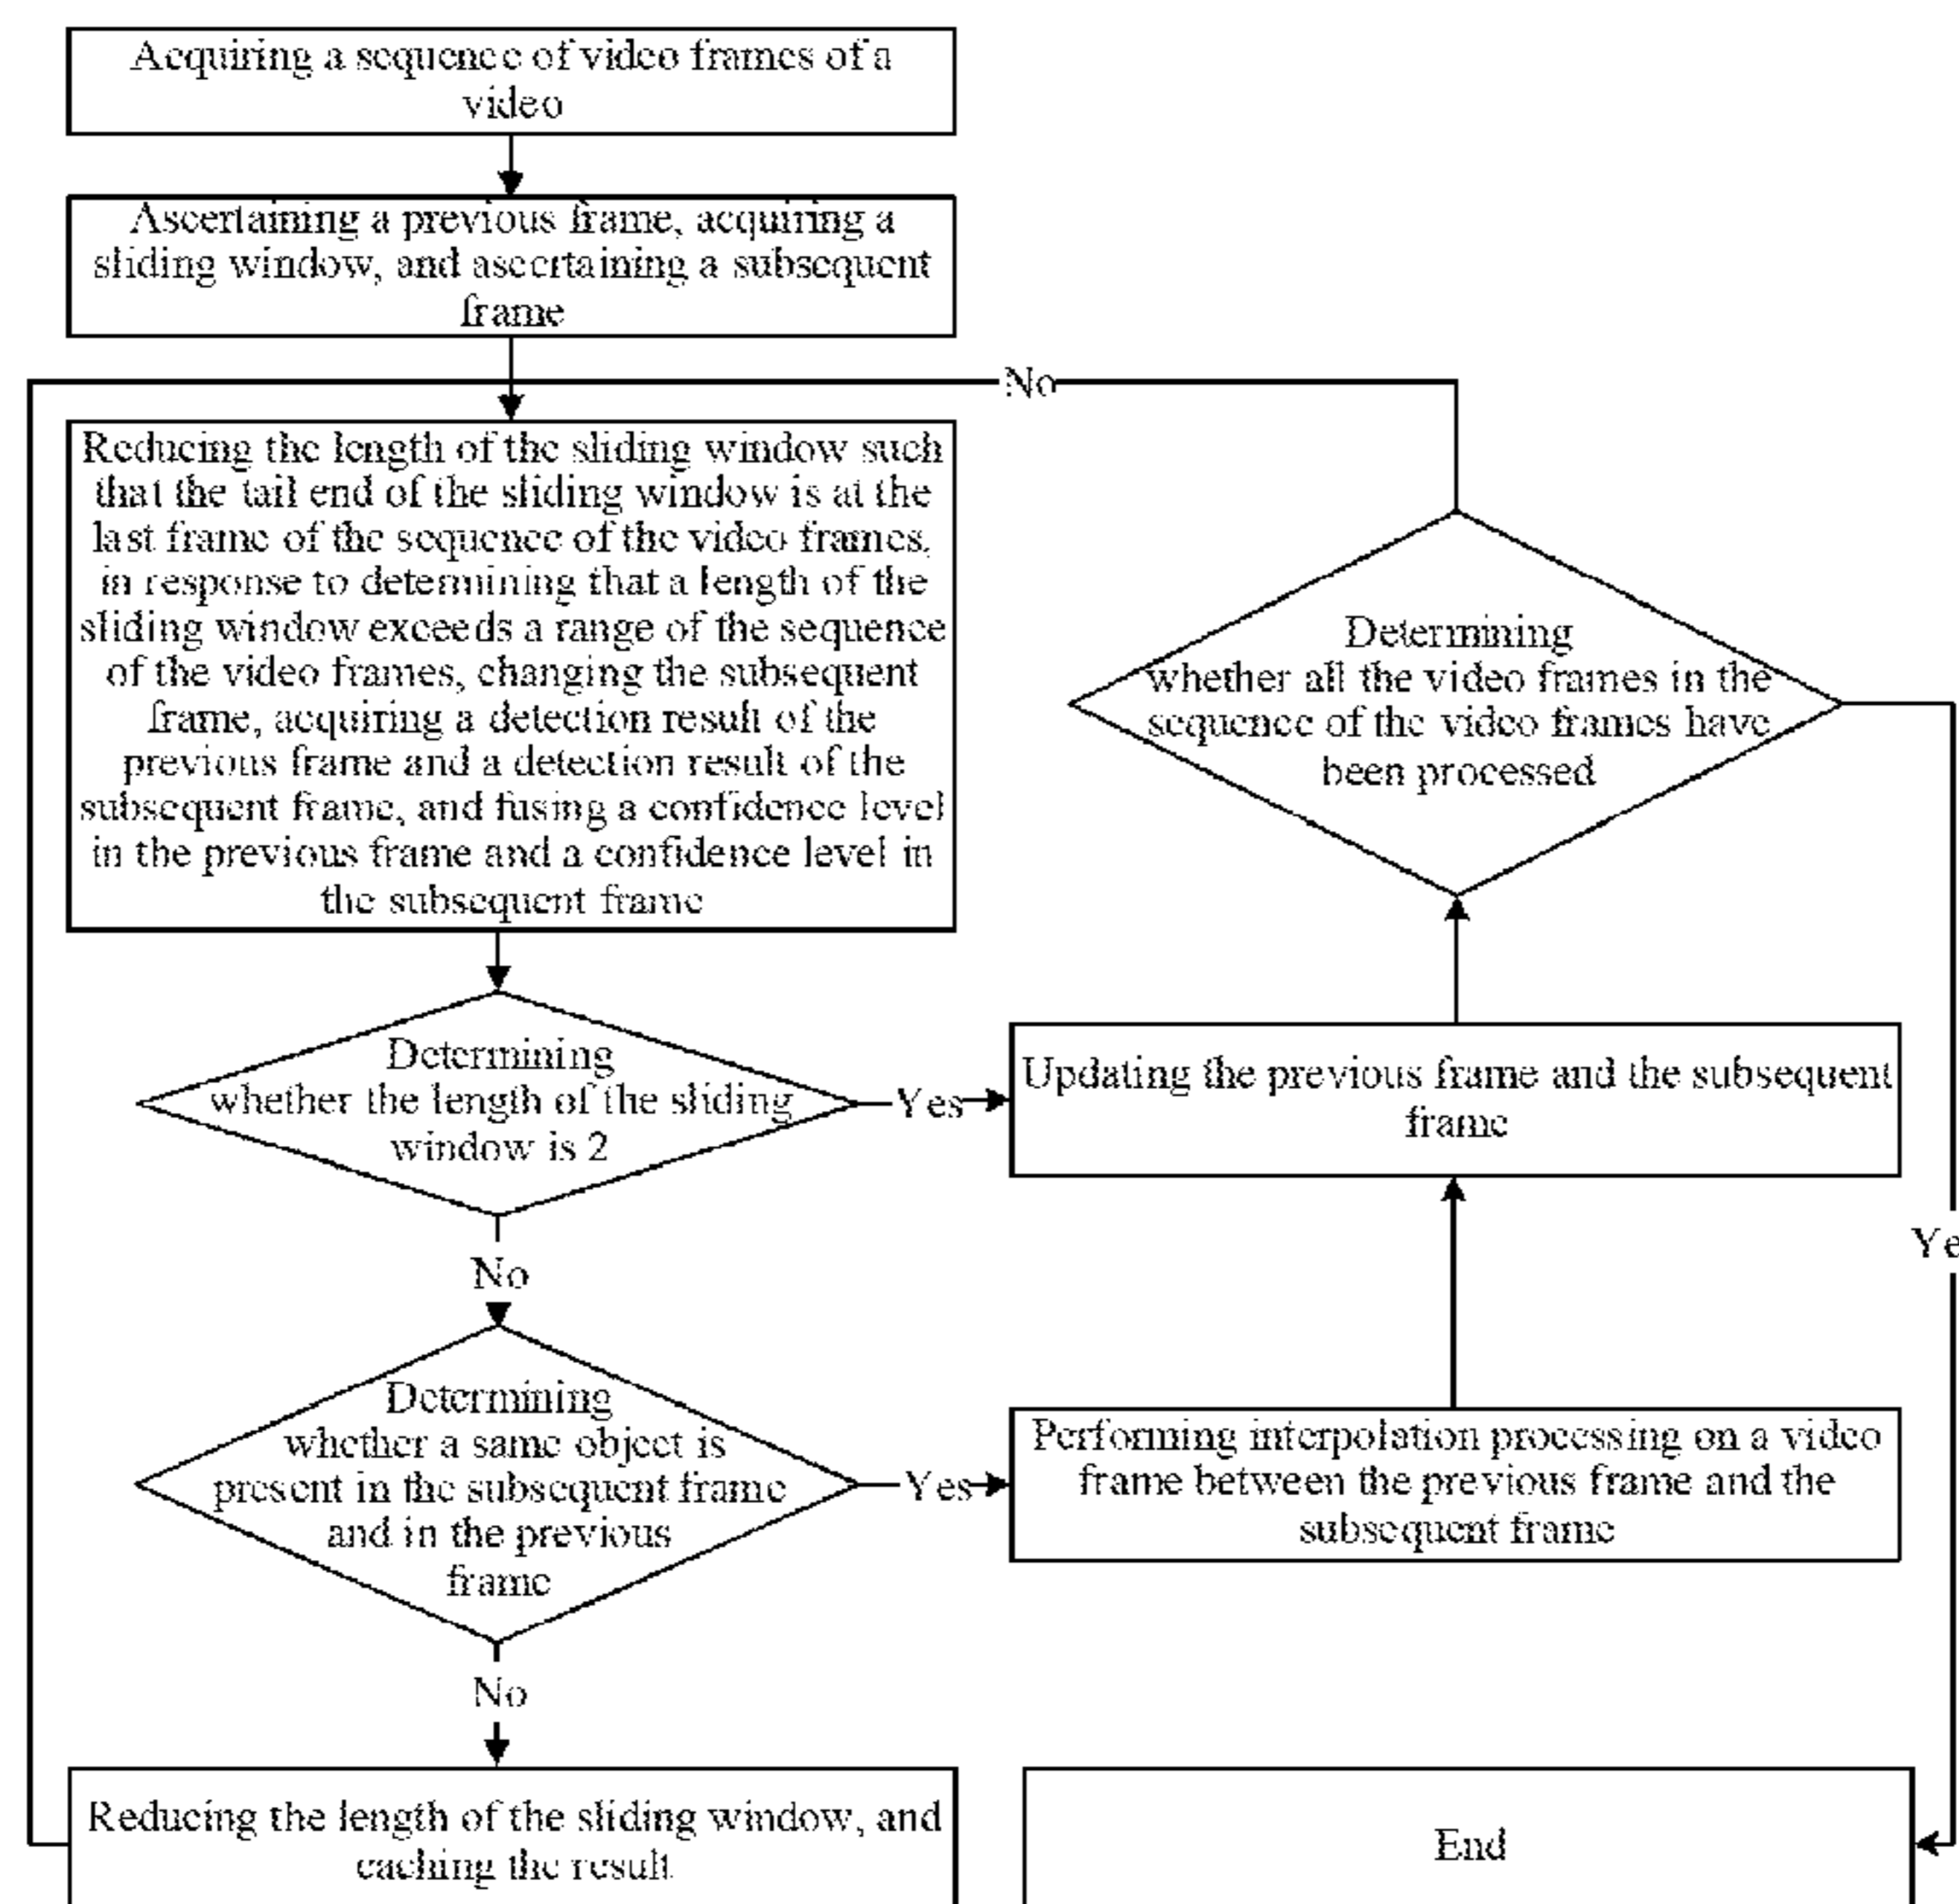 Acquiring a sequence of video frames of a
video
Ascertaining a previous frame, acquiring a
sliding window, and ascertaining a subsequent
frame
No
Reducing the length of the sliding window such
that the tail end of the sliding window is at the
last frame of the sequence of the video frames,
in response to determining that a length of the
sliding window exceeds a range of the sequence
of the video frames, changing the subsequent
frame, acquiring a detection result of the
previous frame and a detection result of the
subsequent frame, and fusing a confidence level
in the previous frame and a confidence level in
the subsequent frame
Determining
whether all the video frames in the
sequence of the video frames have
been processed
Determining
whether the length of the sliding
window is 2
Yes
Updating the previous frame and the subsequent
frame
Ye
No
Determining
whether a same object is
present in the subsequent frame
and in the previous
frame
Yes
Performing interpolation processing on a video
frame between the previous frame and the
subsequent frame
No
Reducing the length of the sliding window, and
caching the result
End